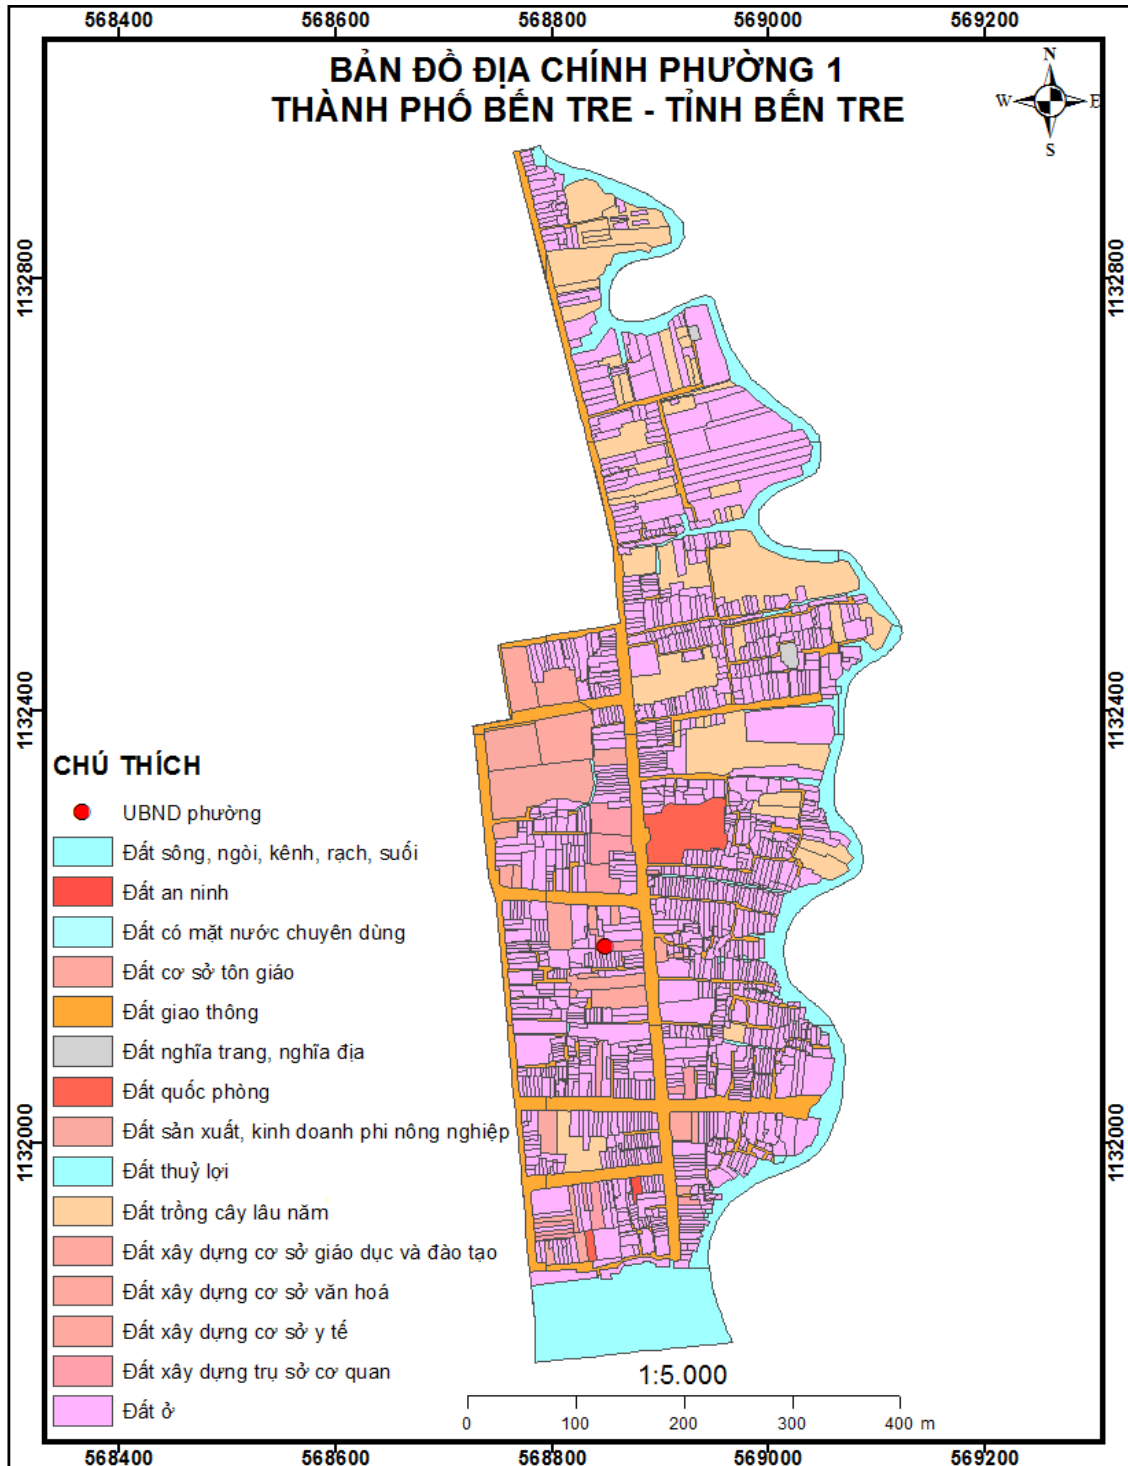 568400 568600 568800 569000 569200
BẢN ĐỒ ĐỊA CHÍNH PHƯỜNG 1
THÀNH PHỐ BẾN TRE - TỈNH BẾN TRE
N
W E
S
1132800 1132800
1132400 1132400
CHÚ THÍCH
UBND phường
Đất sông, ngòi, kênh, rạch, suối
Đất an ninh
Đất có mặt nước chuyên dùng
Đất cơ sở tôn giáo
Đất giao thông
Đất nghĩa trang, nghĩa địa
Đất quốc phòng
Đất sản xuất, kinh doanh phi nông nghiệp
1132000 1132000
Đất thuỷ lợi
Đất trồng cây lâu năm
Đất xây dựng cơ sở giáo dục và đào tạo
Đất xây dựng cơ sở văn hoá
Đất xây dựng cơ sở y tế
Đất xây dựng trụ sở cơ quan
Đất ở
1:5.000
0 100 200 300 400 m
568400 568600 568800 569000 569200